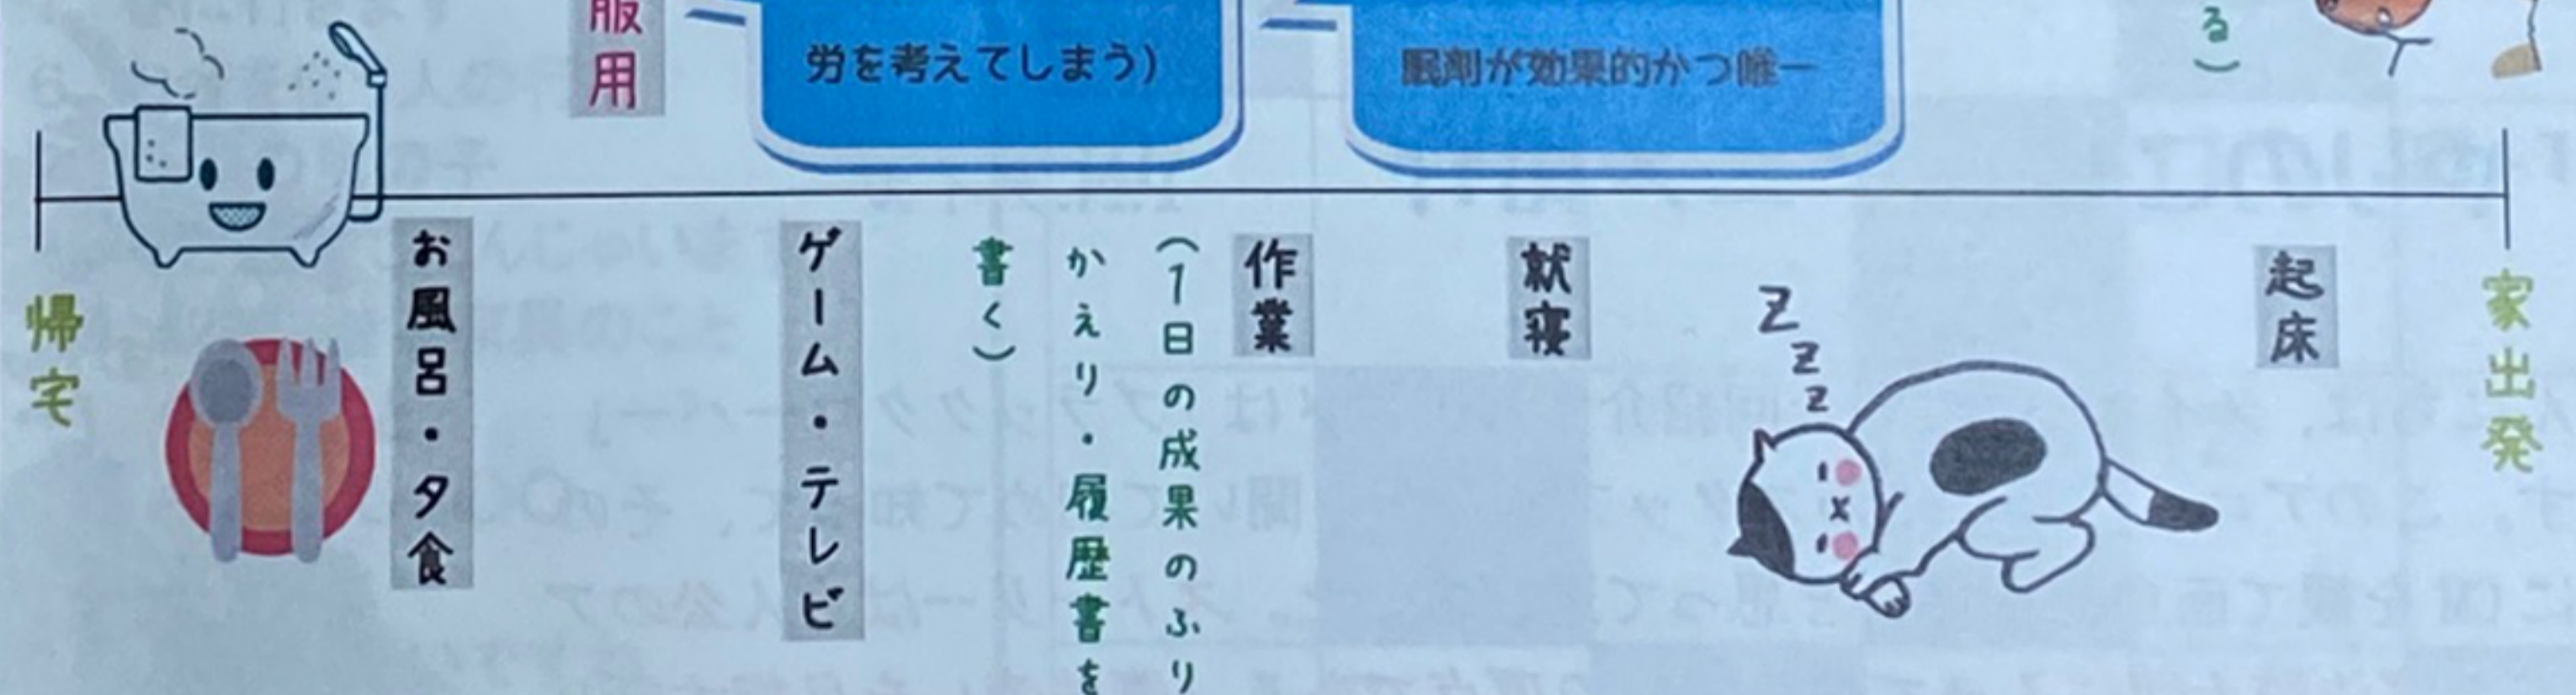 服用
労を考えてしまう)
眠剤が効果的かつ唯一
る)
帰宅
お風呂・夕食
ゲーム・テレビ
作業
(1日の成果のふり
かえり・履歴書を
書く)
就寝
z
z
z
起床
家出発